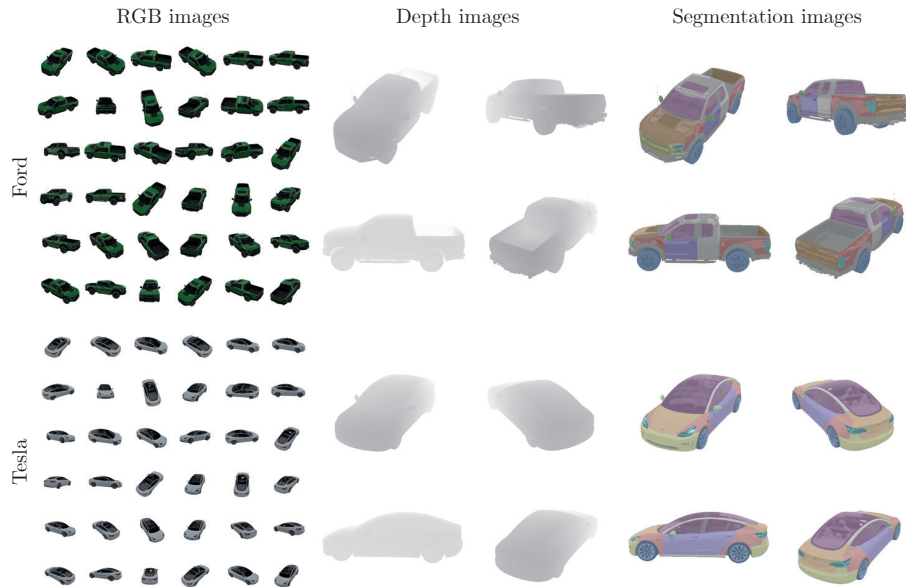 RGB images
Depth images
Segmentation images
Ford
Tesla